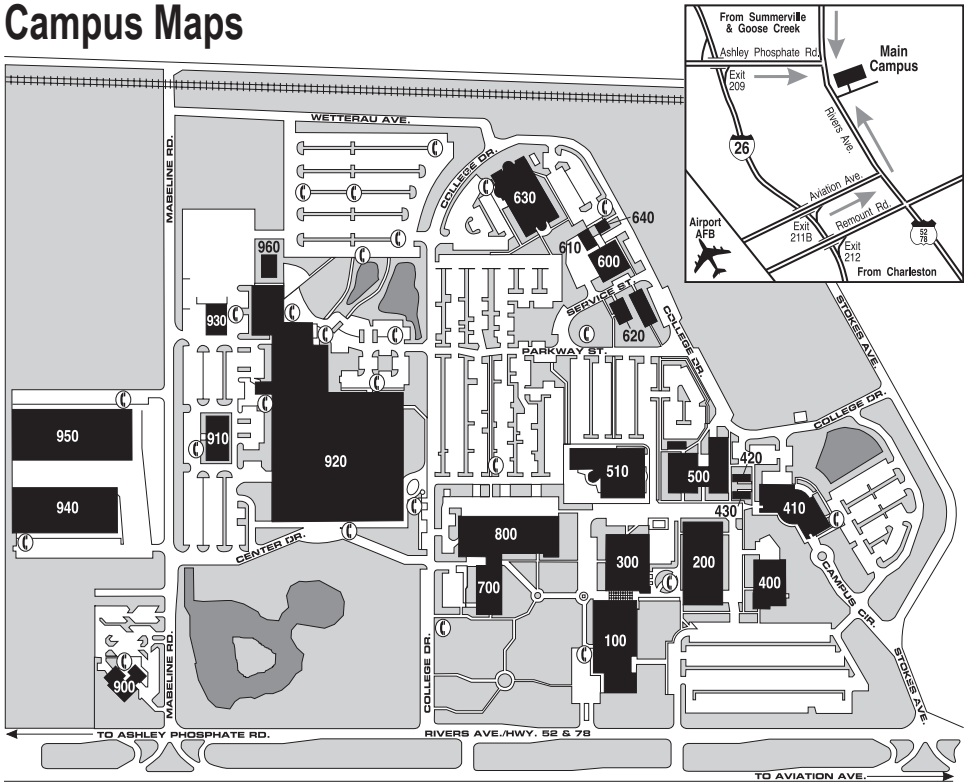 Campus Maps
From Summerville
& Goose Creek
Ashley Phosphate Rd.
Exit
209
Main
Campus
26
Rivers Ave.
Aviation Ave.
Remount Rd.
Airport
AFB
Exit
211B
Exit
212
52
78
From Charleston
WETTERAU AVE.
MABELINE RD.
COLLEGE DR.
630
640
610
600
960
930
SERVICE ST.
620
PARKWAY ST.
COLLEGE DR.
STOKES AVE.
COLLEGE DR.
950
910
920
940
510
500
420
430
410
CENTER DR.
800
700
300
200
400
100
CAMPUS CIR.
900
MABELINE RD.
COLLEGE DR.
STOKES AVE.
TO ASHLEY PHOSPHATE RD.
RIVERS AVE./HWY. 52 & 78
TO AVIATION AVE.